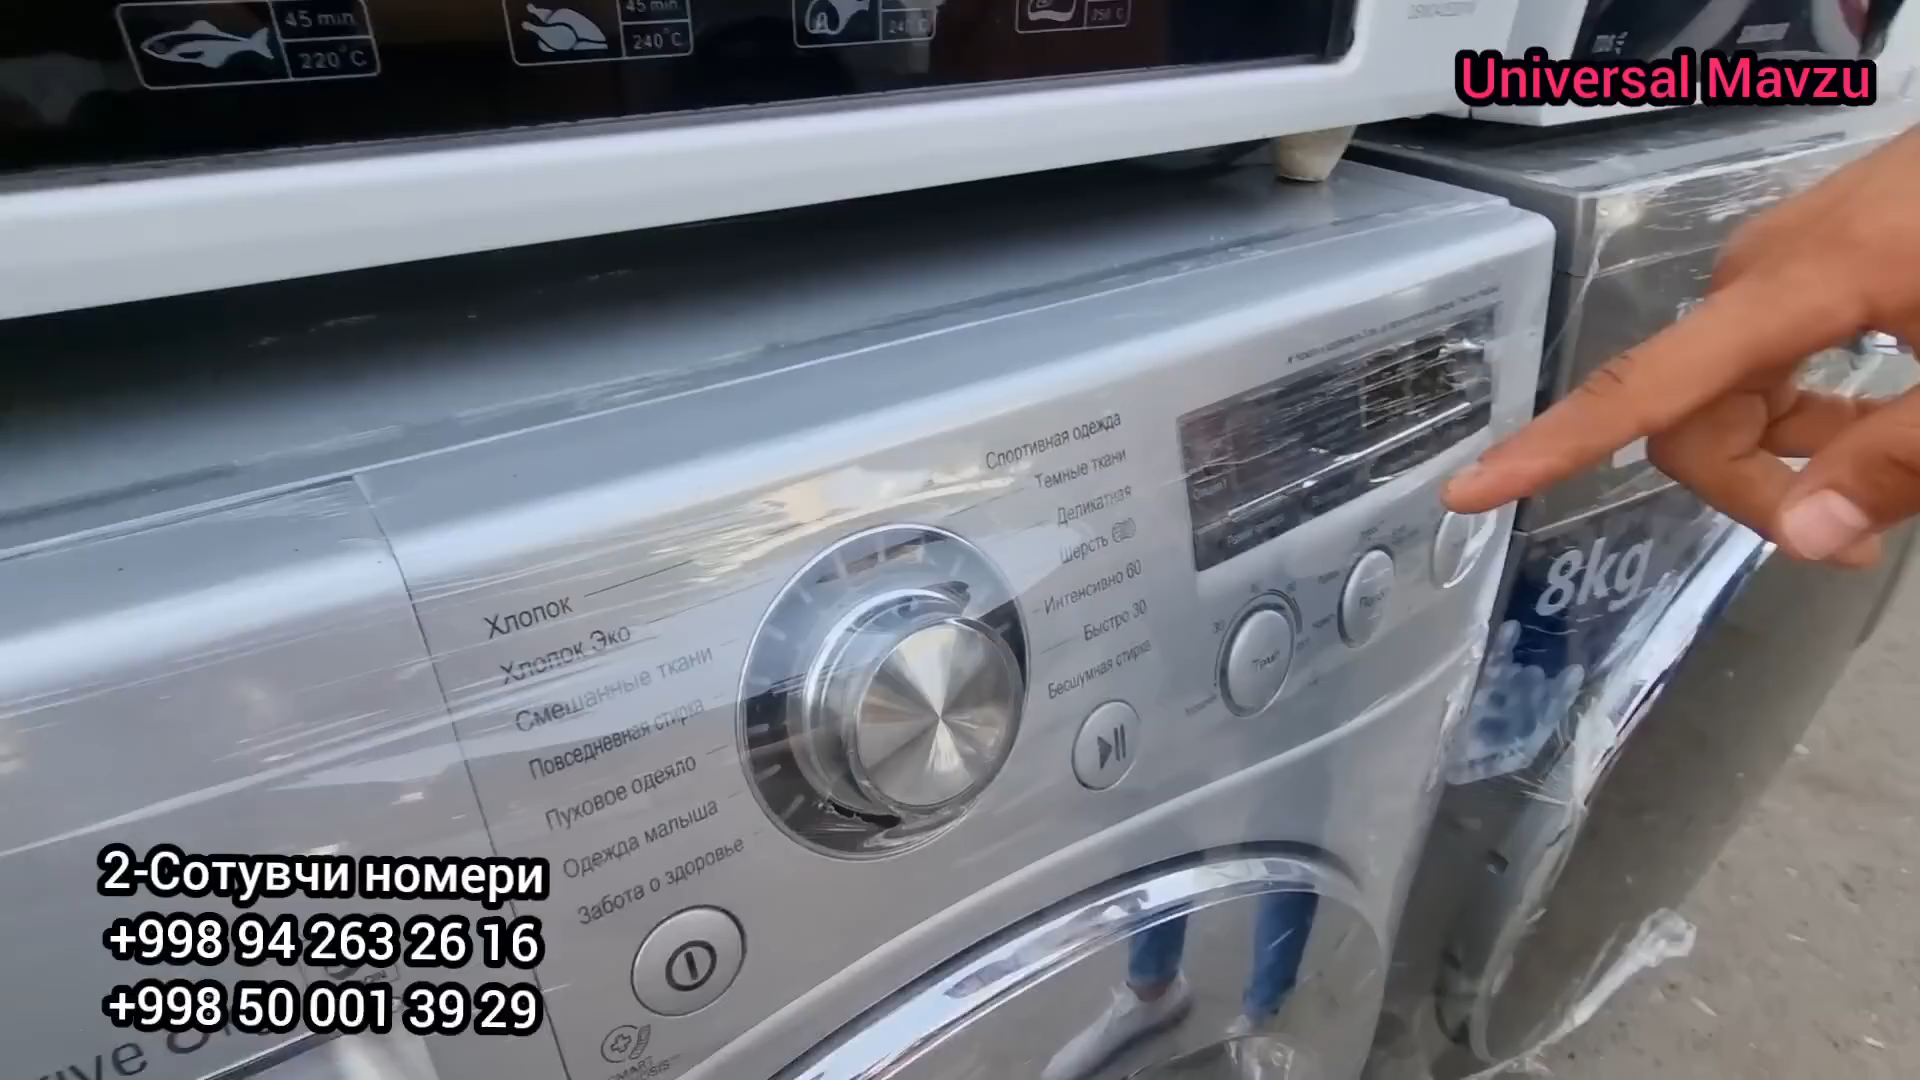 45 min
220°C
45 min
240°C
250°C
Universal Mavzu
Хлопок
Хлопок Эко
Смешанные ткани
Повседневная стирка
Пуховое одеяло
Одежда малыша
Забота о здоровье
Спортивная одежда
Темные ткани
Деликатная
Шерсть
Интенсивно 60
Быстро 30
Бесшумная стирка
30
8kg
2-Сотувчи номери
+998 94 263 26 16
+998 50 001 39 29